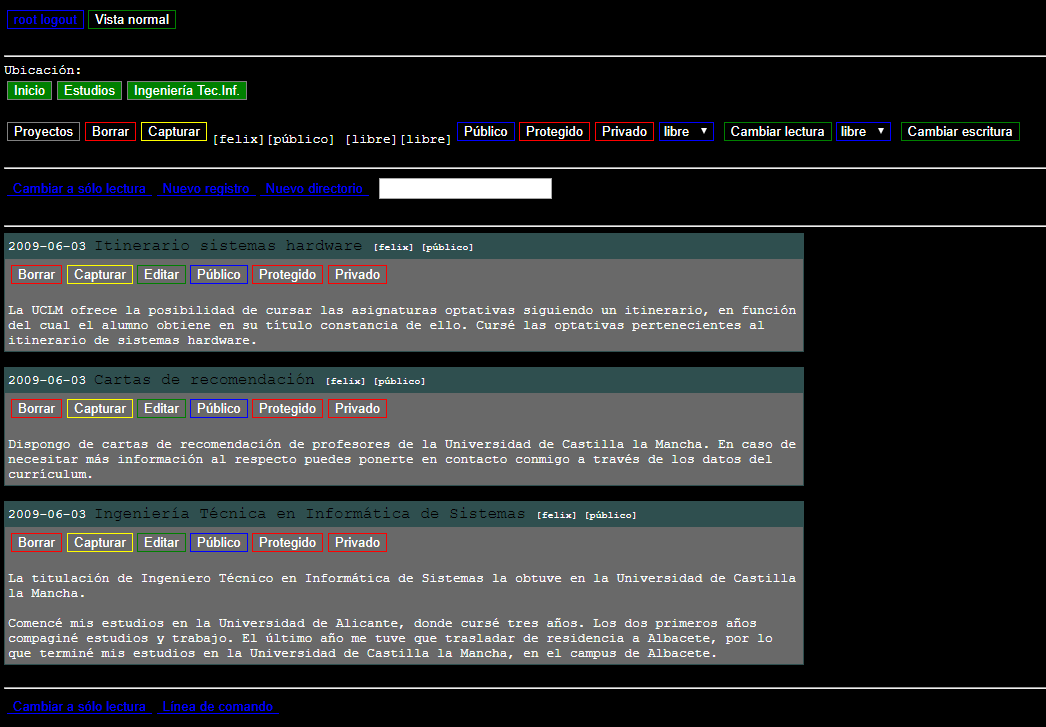 root logout Vista normal
Ubicación:
Inicio Estudios Ingeniería Tec.Inf.
Proyectos Borrar Capturar [felix][público] [libre][libre] Público Protegido Privado libre ▼ Cambiar lectura libre ▼ Cambiar escritura
Cambiar a sólo lectura Nuevo registro Nuevo directorio
2009-06-03 Itinerario sistemas hardware [felix] [público]
Borrar Capturar Editar Público Protegido Privado
La UCLM ofrece la posibilidad de cursar las asignaturas optativas siguiendo un itinerario, en función
del cual el alumno obtiene en su título constancia de ello. Cursé las optativas pertenecientes al
itinerario de sistemas hardware.
2009-06-03 Cartas de recomendación [felix] [público]
Borrar Capturar Editar Público Protegido Privado
Dispongo de cartas de recomendación de profesores de la Universidad de Castilla la Mancha. En caso de
necesitar más información al respecto puedes ponerte en contacto conmigo a través de los datos del
currículum.
2009-06-03 Ingeniería Técnica en Informática de Sistemas [felix] [público]
Borrar Capturar Editar Público Protegido Privado
La titulación de Ingeniero Técnico en Informática de Sistemas la obtuve en la Universidad de Castilla
la Mancha.
Comencé mis estudios en la Universidad de Alicante, donde cursé tres años. Los dos primeros años
compaginé estudios y trabajo. El último año me tuve que trasladar de residencia a Albacete, por lo
que terminé mis estudios en la Universidad de Castilla la Mancha, en el campus de Albacete.
Cambiar a sólo lectura Línea de comando